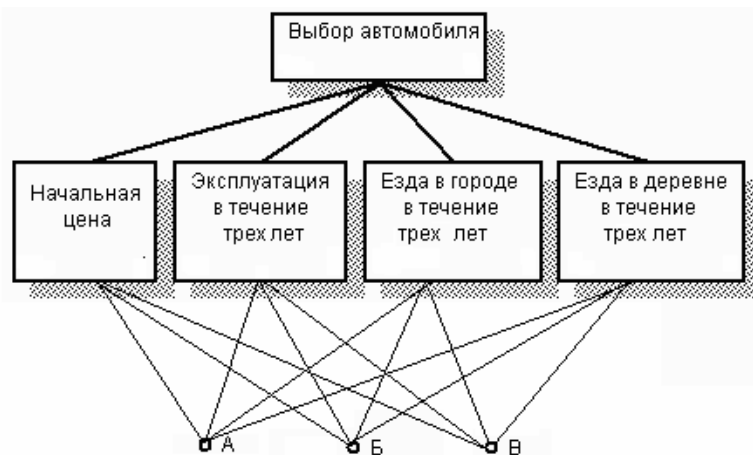 Выбор автомобиля
Начальная
цена
Эксплуатация
в течение
трех лет
Езда в городе
в течение
трех лет
Езда в деревне
в течение
трех лет
А
Б
В